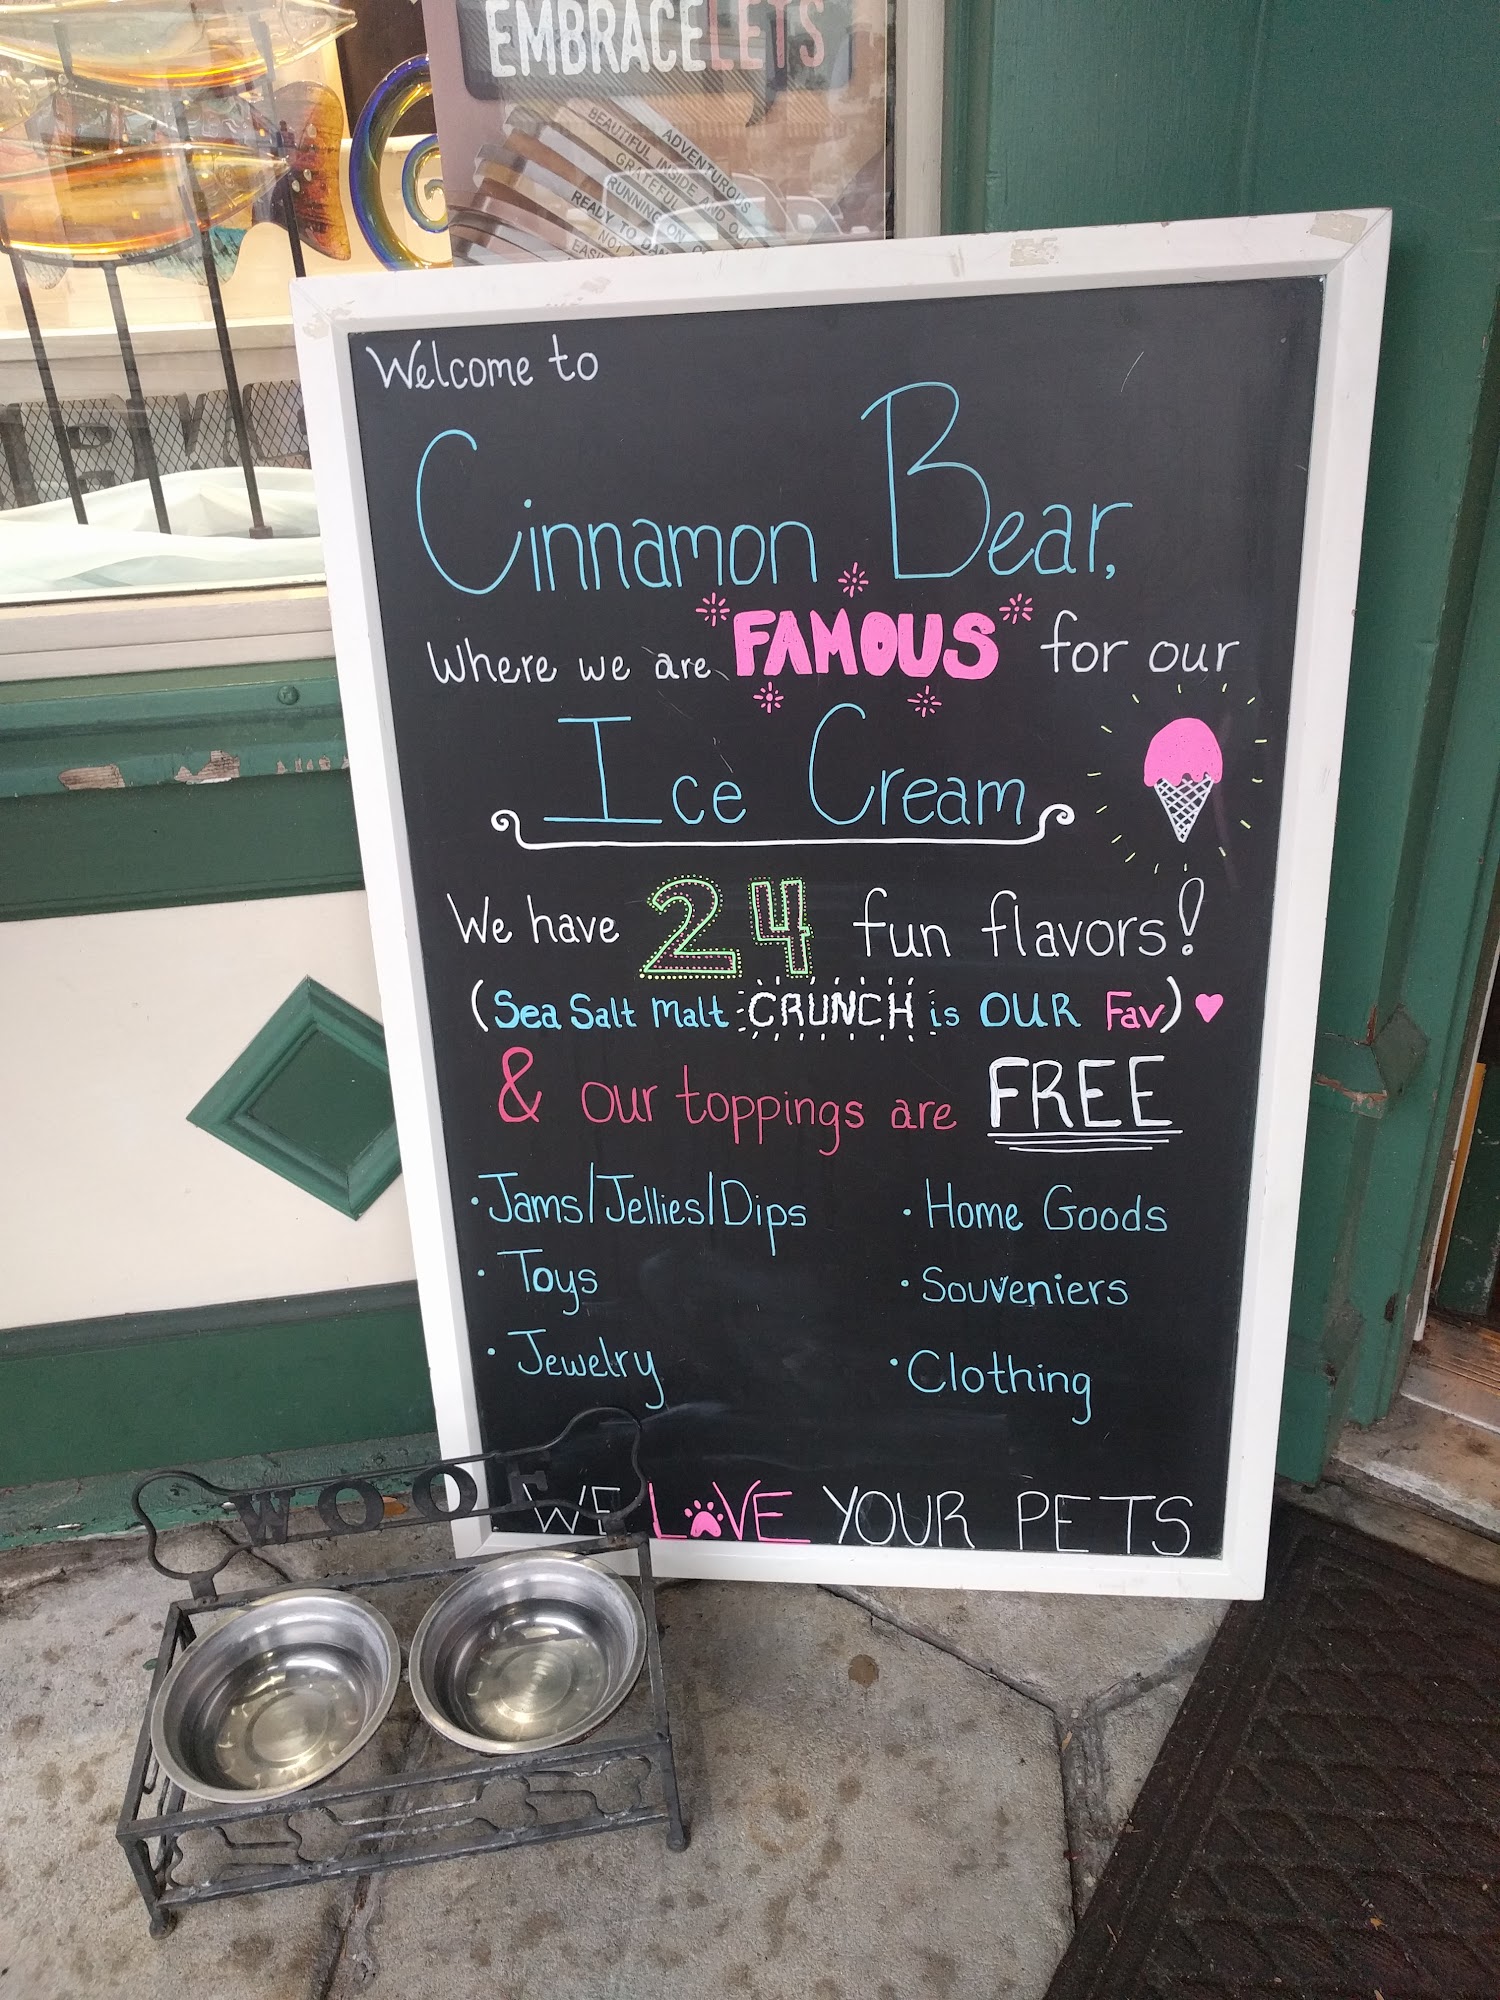 EMBRACELETS
ADVENTUROUS
BEAUTIFUL INSIDE AND OUT
GRATEFUL
RUNNING ON
READY TO
NOT
Welcome to
Cinnamon Bear,
Where we are "FAMOUS" for our
Ice Cream
We have 24 fun flavors!
(Sea Salt Malt CRUNCH is OUR Fav) ♥
& our toppings are FREE
• Jams/Jellies/Dips • Home Goods
• Toys • Souveniers
• Jewelry • Clothing
WE LOVE YOUR PETS
WOOF